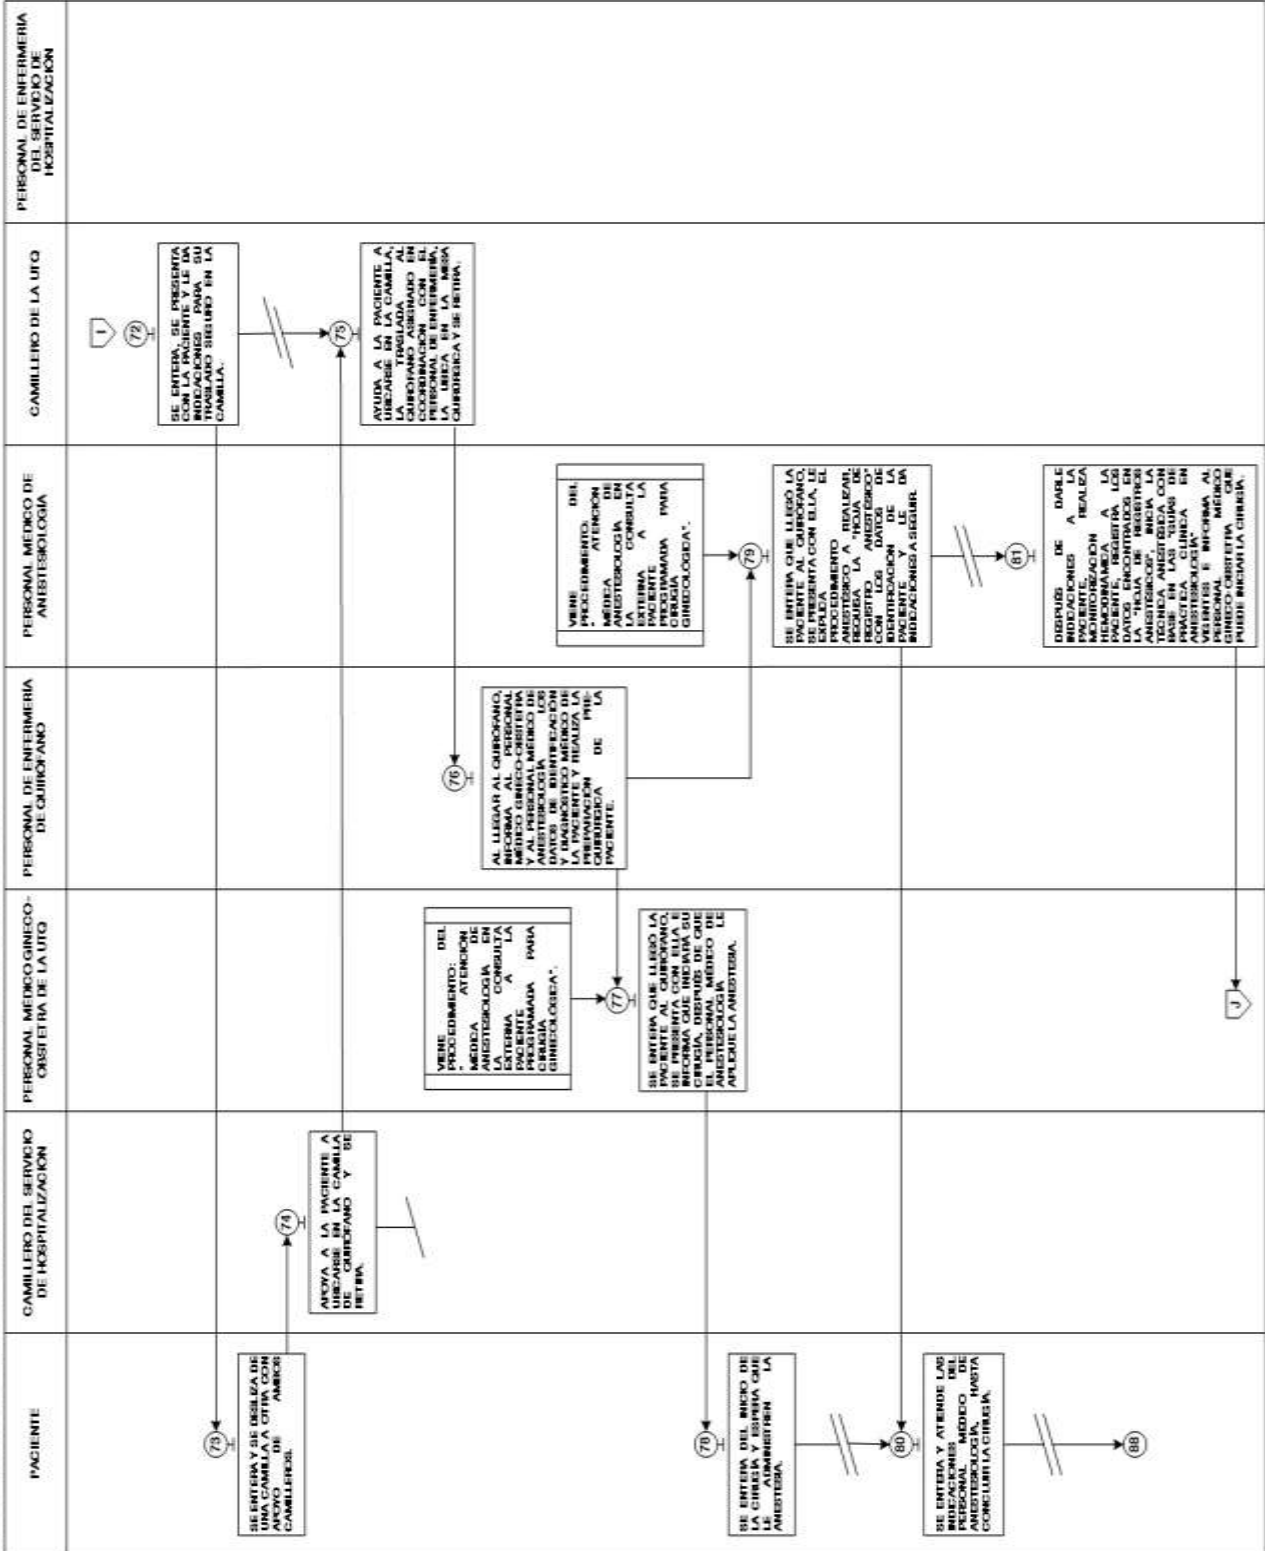 PACIENTE
CAMILLERO DEL SERVICIO
DE HOSPITALIZACIÓN
PERSONAL MÉDICO GINECO-
OBSTETRA DE LA UTQ
PERSONAL DE ENFERMERÍA
DE QUIRÓFANO
PERSONAL MÉDICO DE
ANESTESIOLOGÍA
CAMILLERO DE LA UTQ
PERSONAL DE ENFERMERÍA
DEL SERVICIO DE
HOSPITALIZACIÓN
I
72
SE ENTERA, SE PRESENTA
CON LA PACIENTE Y LE DA
INDICACIONES PARA SU
TRASLADO SEGURO EN LA
CAMILLA.
73
SE ENTERA Y SE DESLIZA DE
UNA CAMILLA A OTRA CON
APOYO DE AMBOS
CAMILLEROS.
74
APOYA A LA PACIENTE A
UBICARSE EN LA CAMILLA
DE QUIRÓFANO Y SE
RETIRA.
75
AYUDA A LA PACIENTE A
UBICARSE EN LA CAMILLA,
LA TRASLADA AL
QUIRÓFANO ASIGNADO EN
COORDINACIÓN CON EL
PERSONAL DE ENFERMERÍA,
LA UBICA EN LA MESA
QUIRÚRGICA Y SE RETIRA.
76
AL LLEGAR AL QUIRÓFANO,
INFORMA AL PERSONAL
MÉDICO GINECO-OBSTETRA
Y AL PERSONAL MÉDICO DE
ANESTESIOLOGÍA LOS
DATOS DE IDENTIFICACIÓN
Y DIAGNÓSTICO MÉDICO DE
LA PACIENTE Y REALIZA LA
PREPARACIÓN PRE-
QUIRÚRGICA DE LA
PACIENTE.
VIENE DEL
PROCEDIMIENTO:
" ATENCIÓN
MÉDICA DE
ANESTESIOLOGÍA EN
LA CONSULTA
EXTERNA A LA
PACIENTE
PROGRAMADA PARA
CIRUGÍA
GINECOLÓGICA".
77
SE ENTERA QUE LLEGÓ LA
PACIENTE AL QUIRÓFANO,
SE PRESENTA CON ELLA E
INFORMA QUE INICIARÁ SU
CIRUGÍA, DESPUÉS DE QUE
EL PERSONAL MÉDICO DE
ANESTESIOLOGÍA LE
APLIQUE LA ANESTESIA.
78
SE ENTERA DEL INICIO DE
LA CIRUGÍA Y ESPERA QUE
LE ADMINISTREN LA
ANESTESIA.
VIENE DEL
PROCEDIMIENTO:
" ATENCIÓN
MÉDICA DE
ANESTESIOLOGÍA EN
LA CONSULTA
EXTERNA A LA
PACIENTE
PROGRAMADA PARA
CIRUGÍA
GINECOLÓGICA".
79
SE ENTERA QUE LLEGÓ LA
PACIENTE AL QUIRÓFANO,
SE PRESENTA CON ELLA, LE
EXPLICA EL
PROCEDIMIENTO
ANESTÉSICO A REALIZAR,
REQUISA LA "HOJA DE
REGISTRO ANESTÉSICO"
CON LOS DATOS DE
IDENTIFICACIÓN DE LA
PACIENTE Y LE DA
INDICACIONES A SEGUIR.
80
SE ENTERA Y ATIENDE LAS
INDICACIONES DEL
PERSONAL MÉDICO DE
ANESTESIOLOGÍA, HASTA
CONCLUIR LA CIRUGÍA.
81
DESPUÉS DE DARLE
INDICACIONES A LA
PACIENTE, REALIZA
MONITORIZACIÓN
HEMODINÁMICA A LA
PACIENTE, REGISTRA LOS
DATOS ENCONTRADOS EN
LA "HOJA DE REGISTROS
ANESTÉSICOS", INICIA LA
TÉCNICA ANESTÉSICA CON
BASE EN LAS "GUÍAS DE
PRÁCTICA CLÍNICA EN
ANESTESIOLOGÍA"
VIGENTES E INFORMA AL
PERSONAL MÉDICO
GINECO-OBSTETRA QUE
PUEDE INICIAR LA CIRUGÍA.
88
J